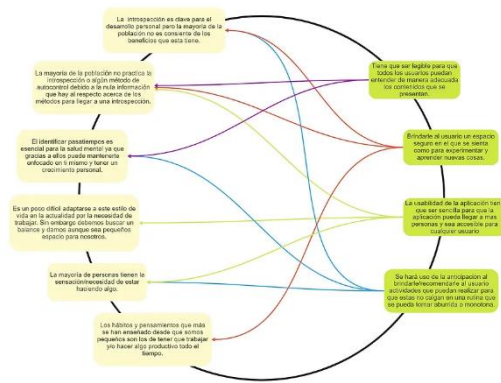 La introspección es clave para el
desarrollo personal pero la mayoría de la
población no es consiente de los
beneficios que esta tiene.
La mayoría de la población no practica la
introspección o algún método de
autocontrol debido a la nula información
que hay al respecto acerca de los
métodos para llegar a una introspección.
El identificar pasatiempos es
esencial para la salud mental ya que
gracias a ellos puede mantenerte
enfocado en ti mismo y tener un
crecimiento personal.
Es un poco difícil adaptarse a este estilo de
vida en la actualidad por la necesidad de
trabajar. Sin embargo debemos buscar un
balance y darnos aunque sea pequeños
espacio para nosotros.
La mayoría de personas tienen la
sensación/necesidad de estar
haciendo algo.
Los hábitos y pensamientos que más
se han enseñado desde que somos
pequeños son los de tener que trabajar
y/o hacer algo productivo todo el
tiempo.
Tiene que ser legible para que
todos los usuarios puedan
entender de manera adecuada
los contenidos que se
presentan.
Brindarle al usuario un espacio
seguro en el que se sienta
como para experimentar y
aprender nuevas cosas.
La usabilidad de la aplicación tien
que ser sencilla para que la
aplicación pueda llegar a mas
personas y sea accesible para
cualquier usuario
Se hará uso de la anticipación al
brindarle/recomendarle al usuario
actividades que puedan realizar para
que estas no caigan en una rutina que
se pueda tornar aburrida o monótona.